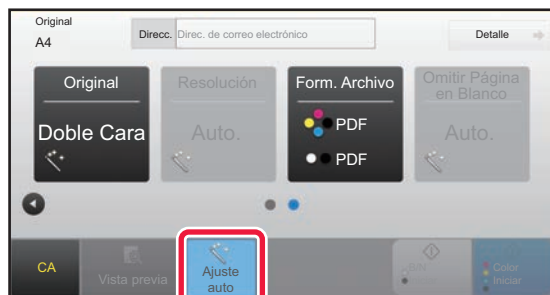 Original
A4
Direcc. Direc. de correo electrónico
Detalle
Original
Doble Cara
Resolución
Auto.
Form. Archivo
PDF
PDF
Omitir Página
en Blanco
Auto.
CA
Vista previa
Ajuste
auto
B/N
Iniciar
Color
Iniciar